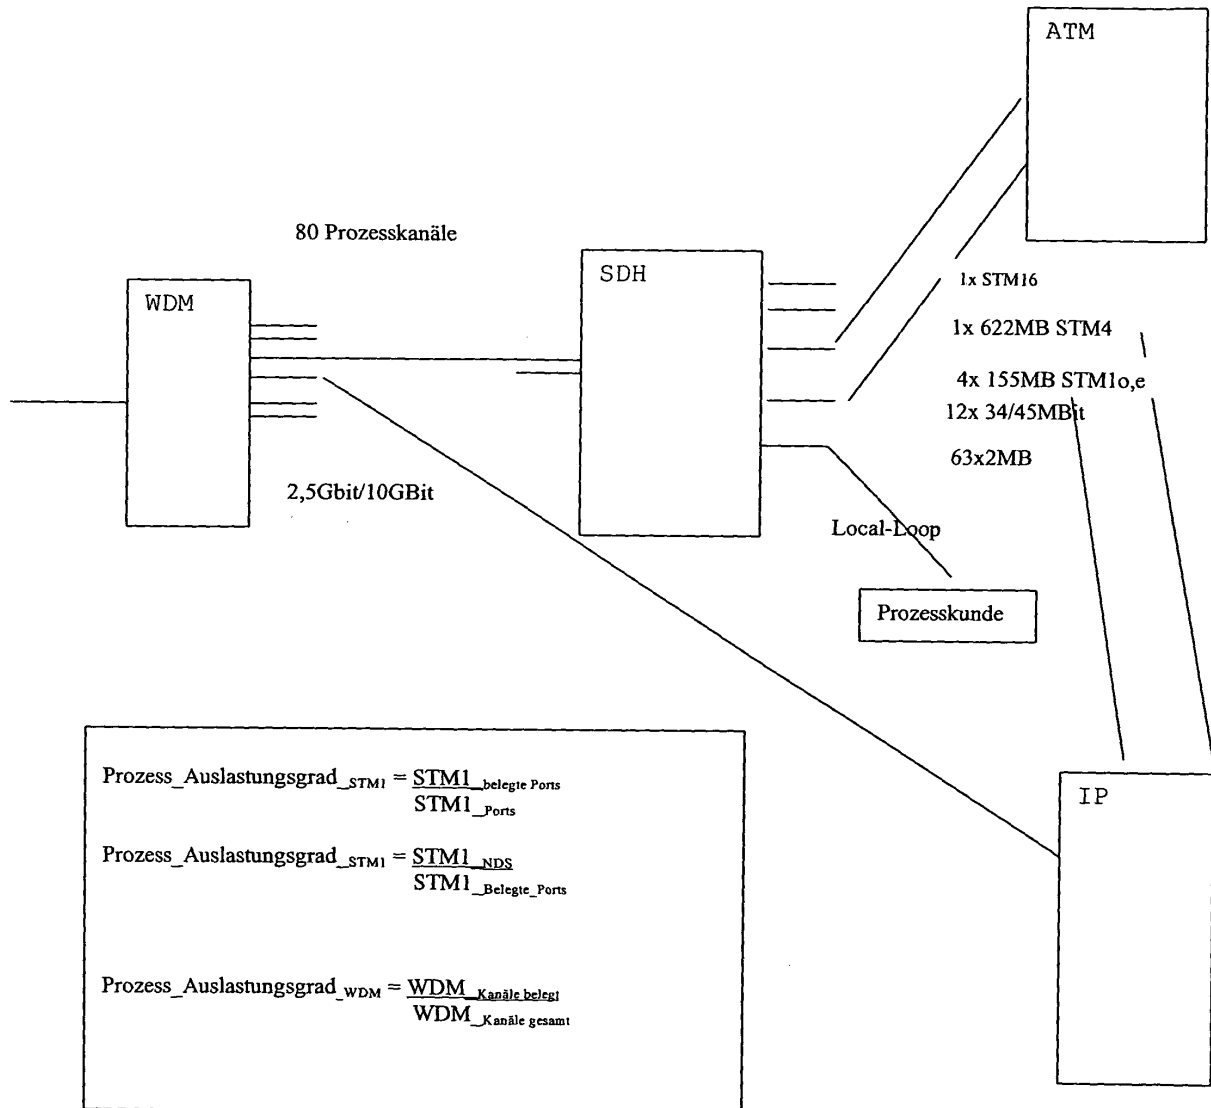 ATM
80 Prozesskanäle
SDH
WDM
1x STM16
1x 622MB STM4
4x 155MB STM1o,e
12x 34/45MBit
63x2MB
2,5Gbit/10GBit
Local-Loop
Prozesskunde
Prozess_Auslastungsgrad_STM1 = STM1_belegte Ports
STM1_Ports
IP
Prozess_Auslastungsgrad_STM1 = STM1_NDS
STM1_Belegte_Ports
Prozess_Auslastungsgrad_WDM = WDM_Kanäle belegt
WDM_Kanäle gesamt